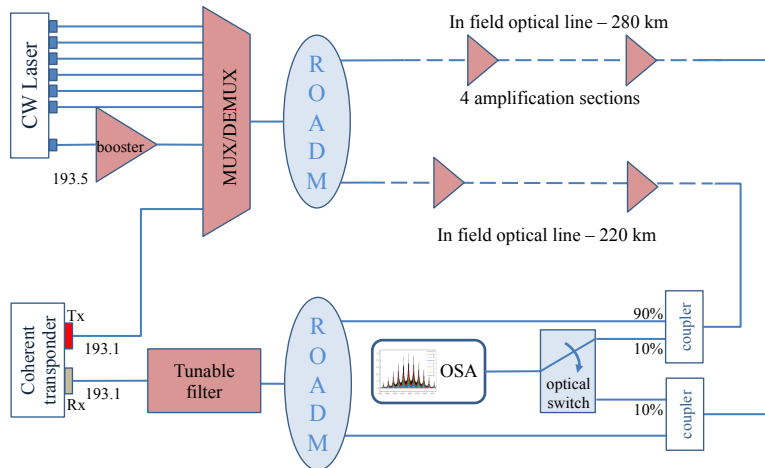 CW Laser
booster
193.5
MUX/DEMUX
R
O
A
D
M
In field optical line – 280 km
4 amplification sections
In field optical line – 220 km
Coherent
transponder
Tx
193.1
193.1
Rx
Tunable
filter
R
O
A
D
M
OSA
optical
switch
90%
10%
coupler
10%
coupler